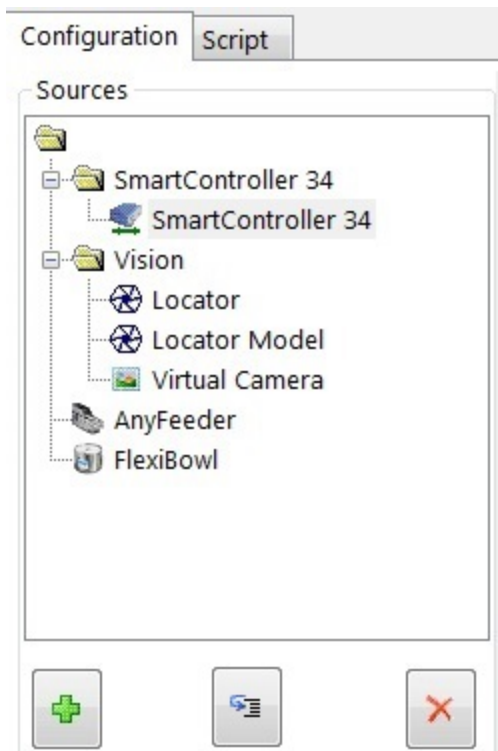 Configuration Script
Sources
SmartController 34
SmartController 34
Vision
Locator
Locator Model
Virtual Camera
AnyFeeder
FlexiBowl